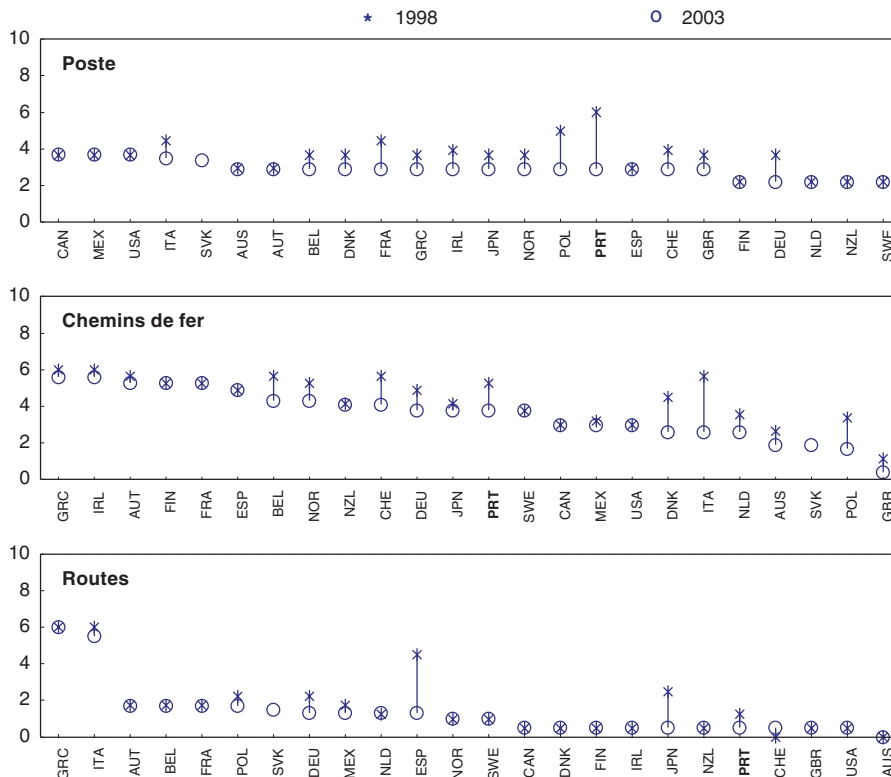 * 1998 o 2003
10
Poste
8
6
4
2
0
CAN MEX USA ITA SVK AUS AUT BEL DNK FRA GRC IRL JPN NOR POL PRT ESP CHE GBR FIN DEU NLD NZL SWE
10
Chemins de fer
8
6
4
2
0
GRC IRL AUT FIN FRA ESP BEL NOR NZL CHE DEU JPN PRT SWE CAN MEX USA DNK ITA NLD AUS SVK POL GBR
10
Routes
8
6
4
2
0
GRC ITA AUT BEL FRA POL SVK DEU MEX NLD ESP NOR SWE CAN DNK FIN IRL JPN NZL PRT CHE GBR USA AUS